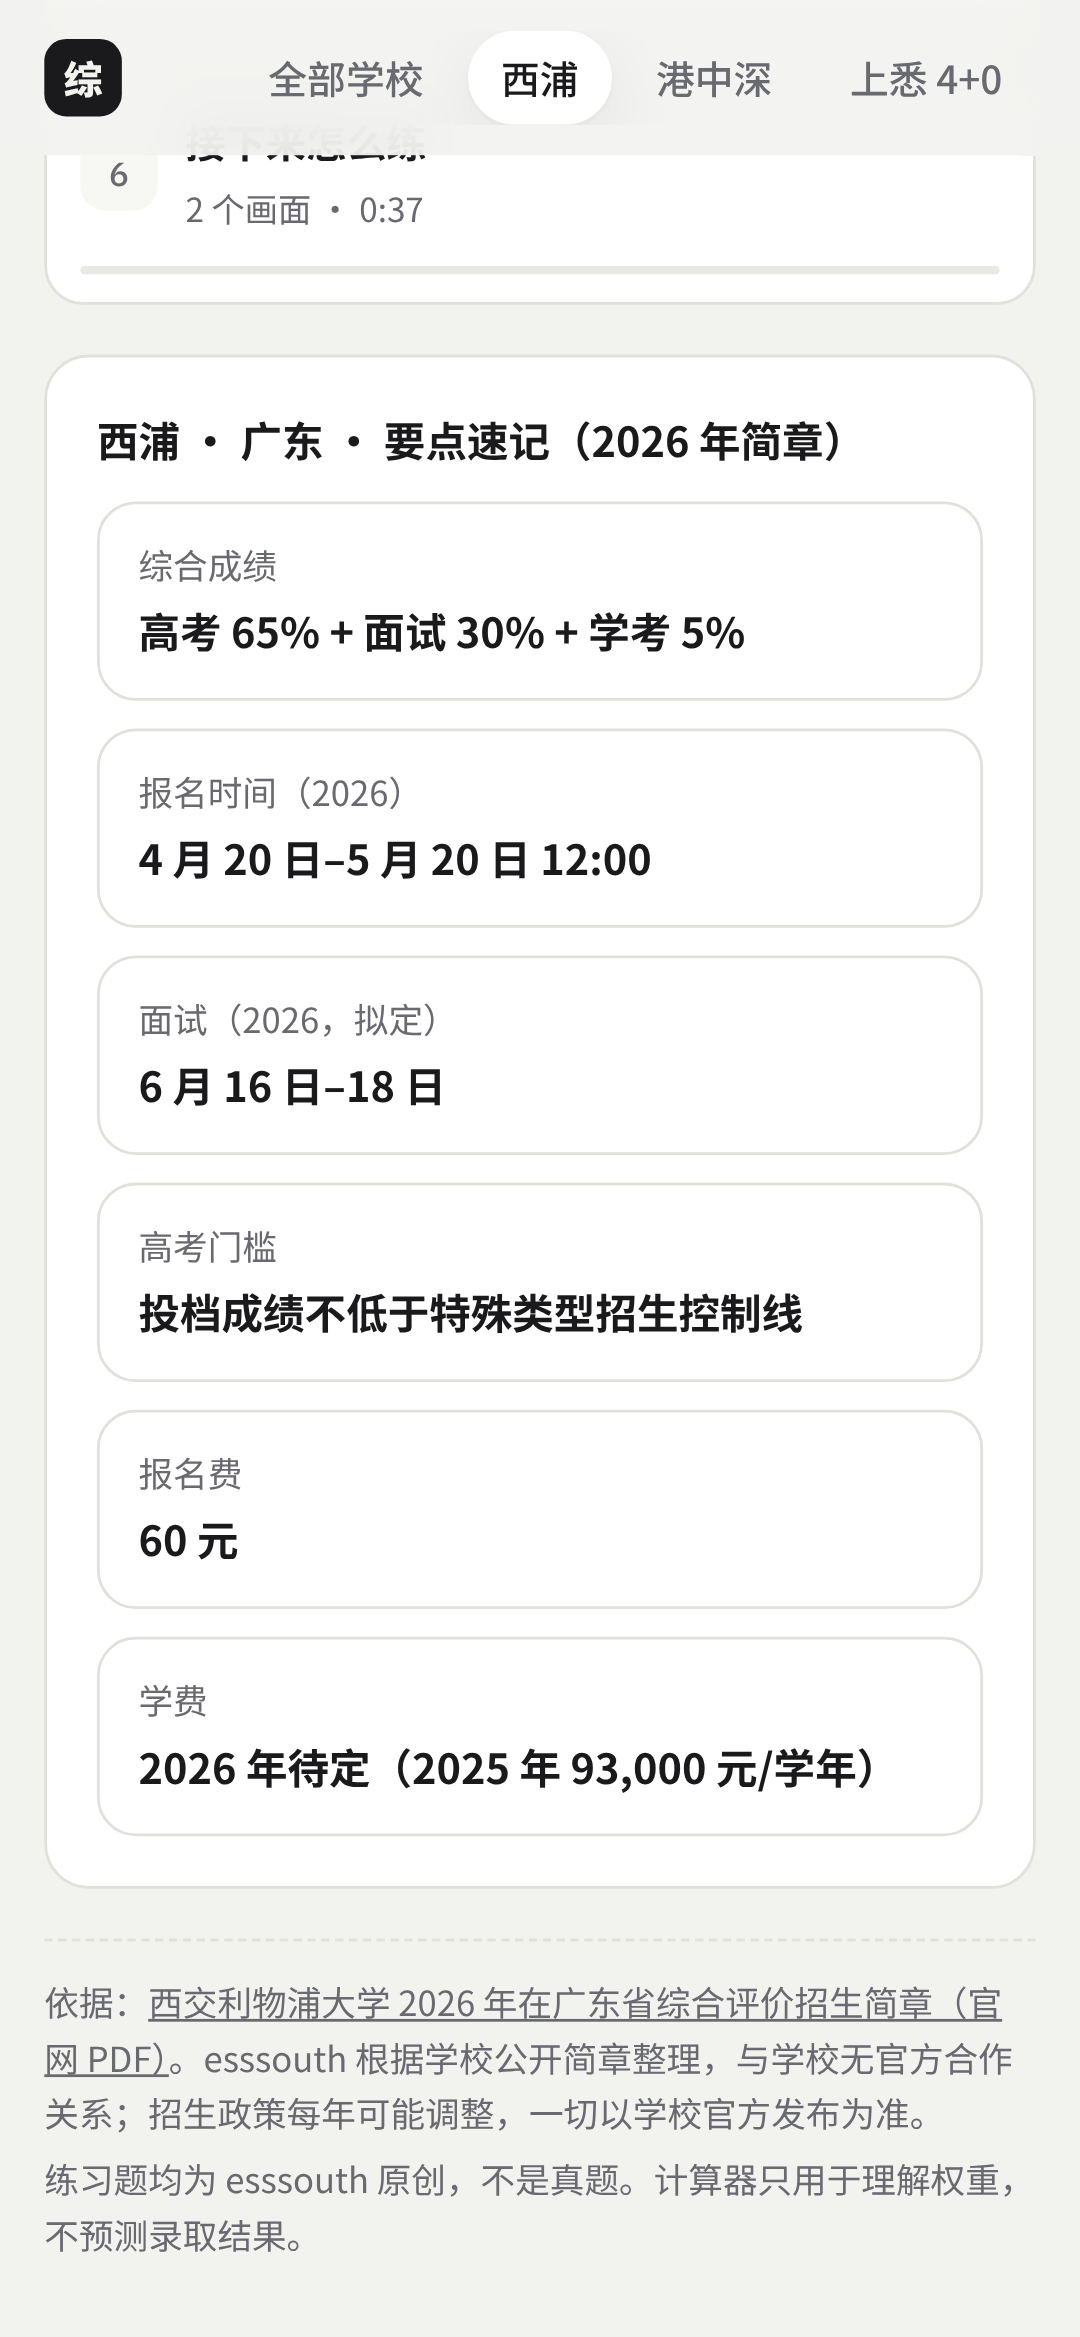 综
全部学校
西浦
港中深
上悉 4+0
接下来怎么练
6
2 个画面 · 0:37
西浦 · 广东 · 要点速记（2026 年简章）
综合成绩
高考 65% + 面试 30% + 学考 5%
报名时间（2026）
4 月 20 日–5 月 20 日 12:00
面试（2026，拟定）
6 月 16 日–18 日
高考门槛
投档成绩不低于特殊类型招生控制线
报名费
60 元
学费
2026 年待定（2025 年 93,000 元/学年）
依据：西交利物浦大学 2026 年在广东省综合评价招生简章（官
网 PDF）。esssouth 根据学校公开简章整理，与学校无官方合作
关系；招生政策每年可能调整，一切以学校官方发布为准。
练习题均为 esssouth 原创，不是真题。计算器只用于理解权重，
不预测录取结果。